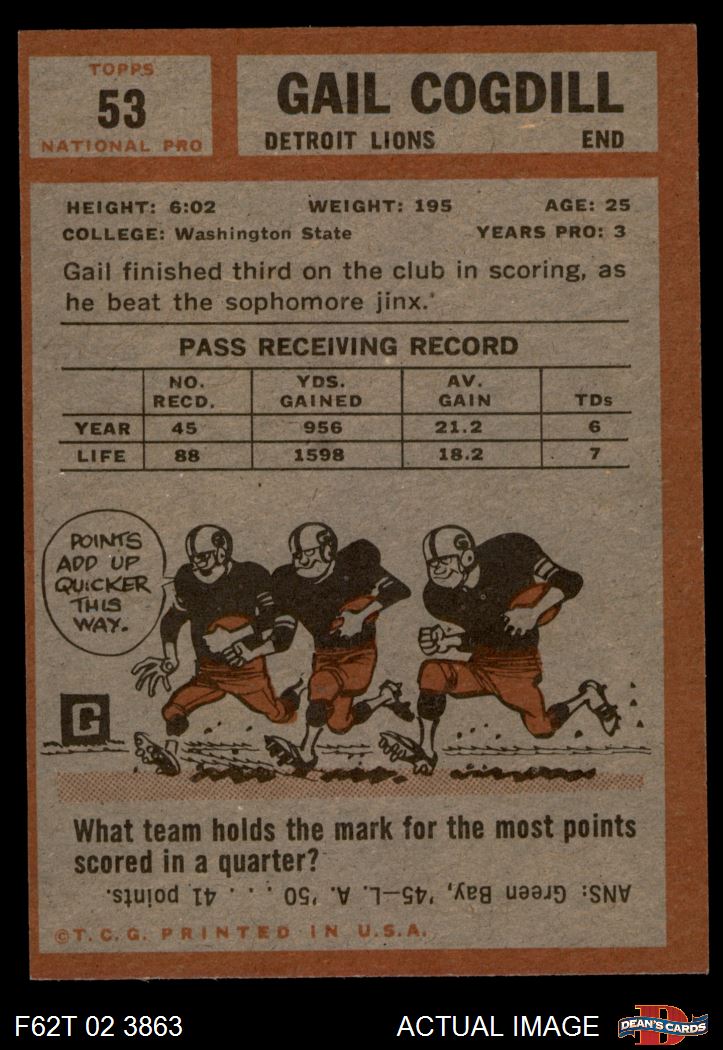 TOPPS
53
NATIONAL PRO
GAIL COGDILL
DETROIT LIONS END
HEIGHT: 6:02 WEIGHT: 195 AGE: 25
COLLEGE: Washington State YEARS PRO: 3
Gail finished third on the club in scoring, as
he beat the sophomore jinx.
PASS RECEIVING RECORD
NO. RECD. YDS. GAINED AV. GAIN TDs
YEAR 45 956 21.2 6
LIFE 88 1598 18.2 7
POINTS
ADD UP
QUICKER
THIS
WAY.
G
What team holds the mark for the most points
scored in a quarter?
ANS: Green Bay, '45—L. A. '50 . . . 41 points.
©T.C.G. PRINTED IN U.S.A.
F62T 02 3863 ACTUAL IMAGE
D
DEAN'S CARDS